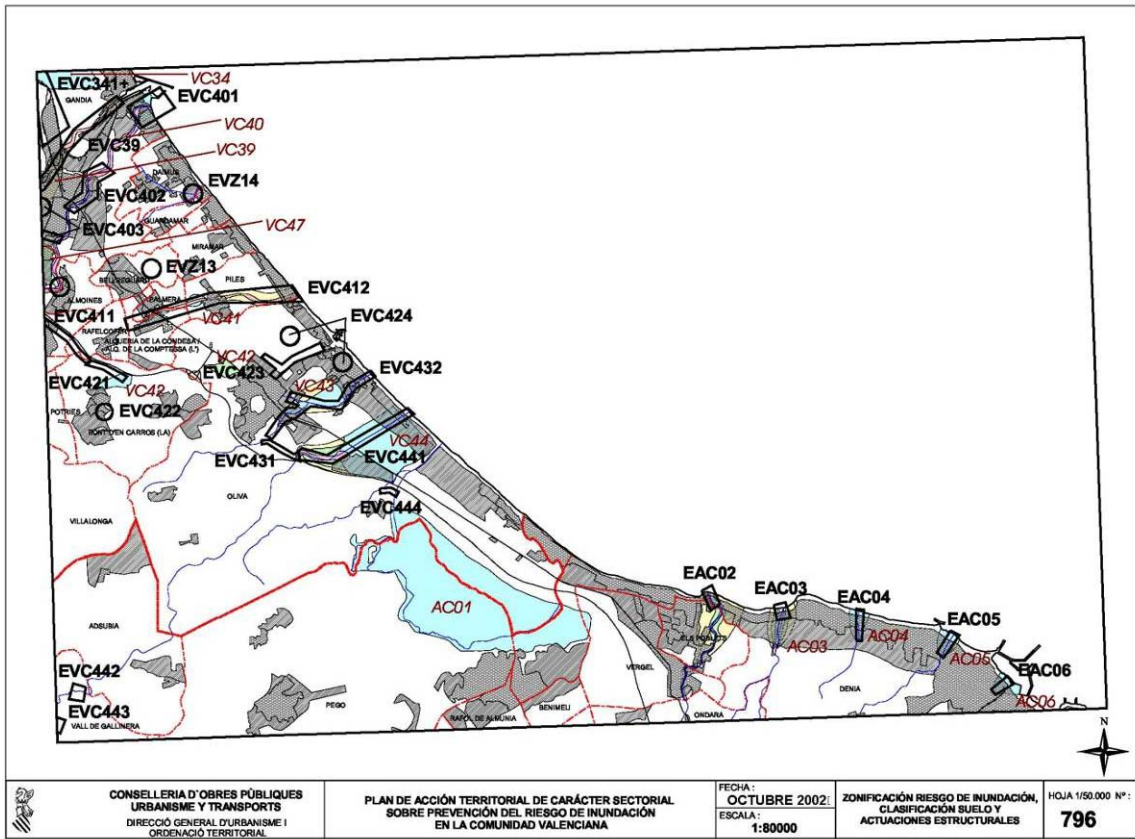 VC34
EVC341+
GANDIA
EVC401
VC40
EVC39
VC39
DAIMUS
EVZ14
EVC402
GUARDAMAR
EVC403
VC47
MIRAMAR
EVZ13
BELLREGUARD
PILES
ALMOINES
PALMERA
EVC412
EVC411
RAFELCOFER
VC41
EVC424
ALQUERIA DE LA CONDESA /
ALQ. DE LA COMPTESSA (L')
VC42
EVC423
EVC432
EVC421
VC42
VC43
POTRIES
EVC422
FONT D'EN CARROS (LA)
VC44
EVC431
EVC441
OLIVA
EVC444
VILLALONGA
EAC02
EAC03
EAC04
AC01
EAC05
ADSUBIA
ELS POBLETS
AC03
AC04
AC05
VERGEL
EAC06
EVC442
DENIA
AC06
EVC443
PEGO
BENIMELI
VALL DE GALLINERA
RAFOL DE ALMUNIA
ONDARA
N
CONSELLERIA D'OBRES PÚBLIQUES
URBANISME Y TRANSPORTS
DIRECCIÓ GENERAL D'URBANISME I
ORDENACIÓ TERRITORIAL
PLAN DE ACCIÓN TERRITORIAL DE CARÁCTER SECTORIAL
SOBRE PREVENCIÓN DEL RIESGO DE INUNDACIÓN
EN LA COMUNIDAD VALENCIANA
FECHA :
OCTUBRE 2002
ESCALA :
1:80000
ZONIFICACIÓN RIESGO DE INUNDACIÓN,
CLASIFICACIÓN SUELO Y
ACTUACIONES ESTRUCTURALES
HOJA 1/50.000 Nº :
796